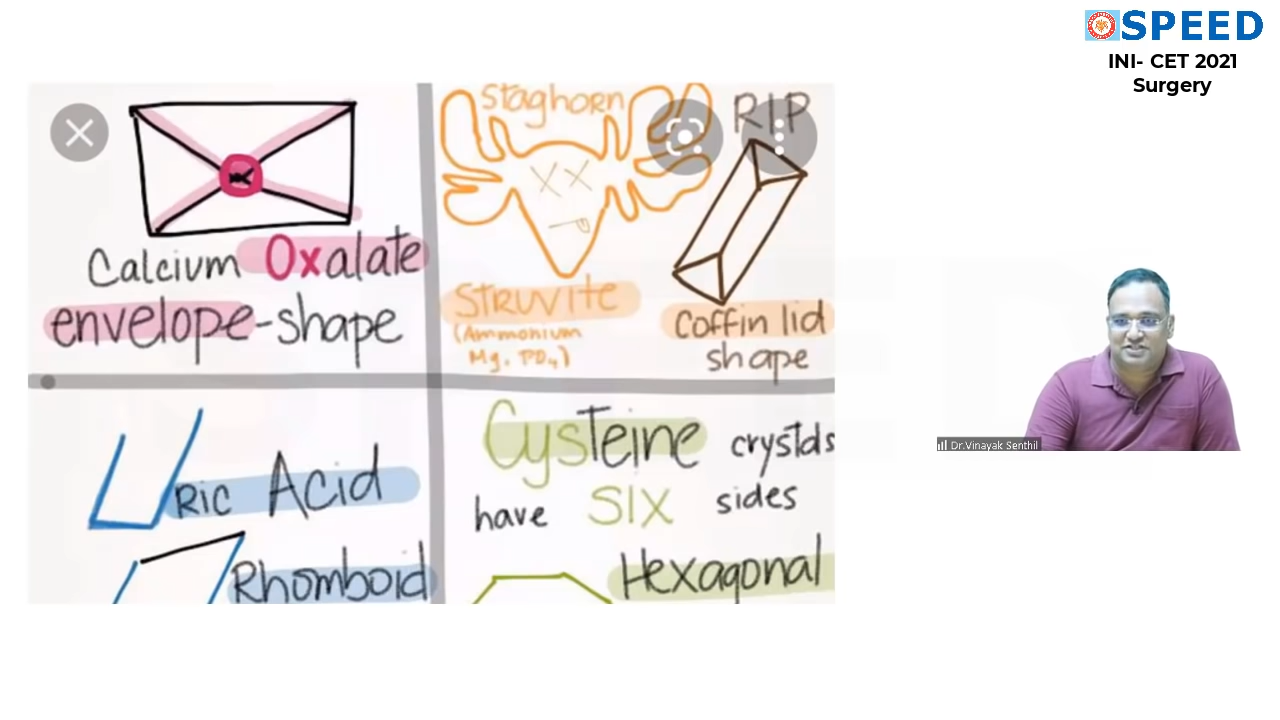 SPEED
INI- CET 2021
Surgery
Calcium Oxalate
envelope-shape
Staghorn
STRUVITE
(Ammonium
Mg. PO4)
RIP
Coffin lid
shape
Uric Acid
Rhomboid
Cysteine crystals
have SIX sides
Hexagonal
Dr.Vinayak Senthil